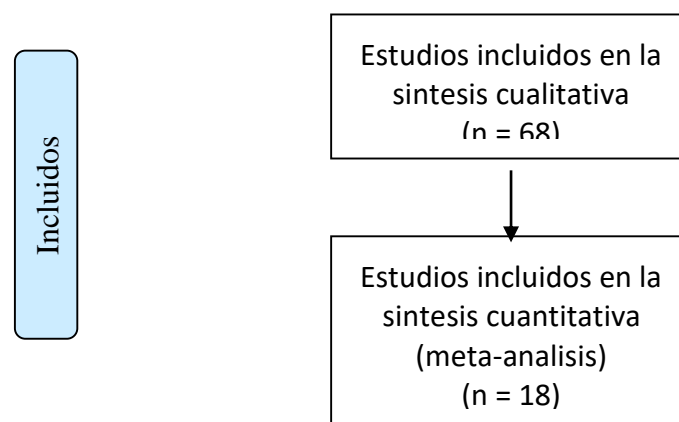 Incluidos
Estudios incluidos en la
sintesis cualitativa
(n = 68)
Estudios incluidos en la
sintesis cuantitativa
(meta-analisis)
(n = 18)